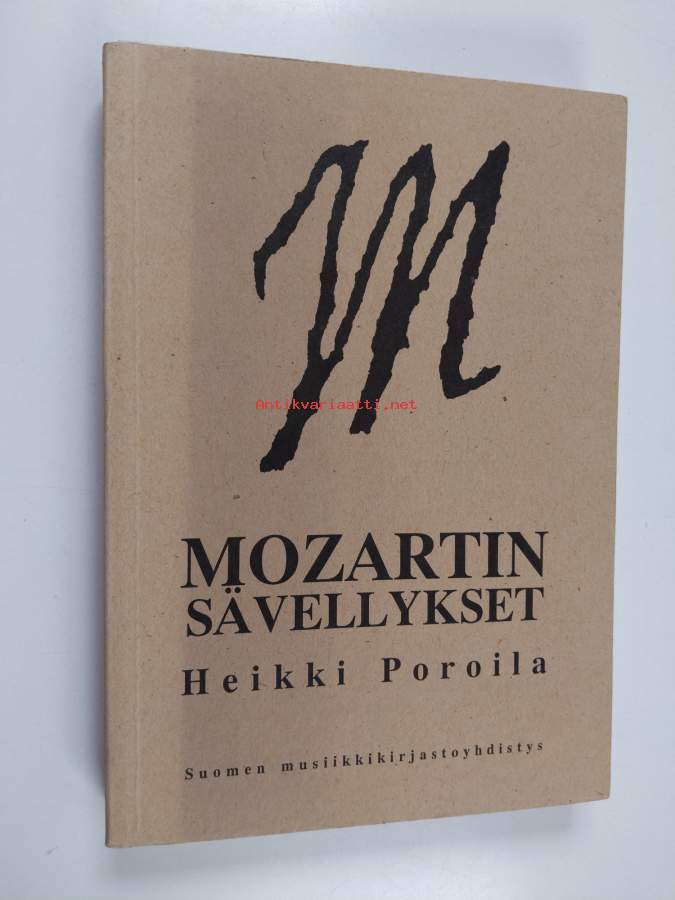 M
Antikvariaatti.net
MOZARTIN
SÄVELLYKSET
Heikki Poroila
Suomen musiikkikirjastoyhdistys